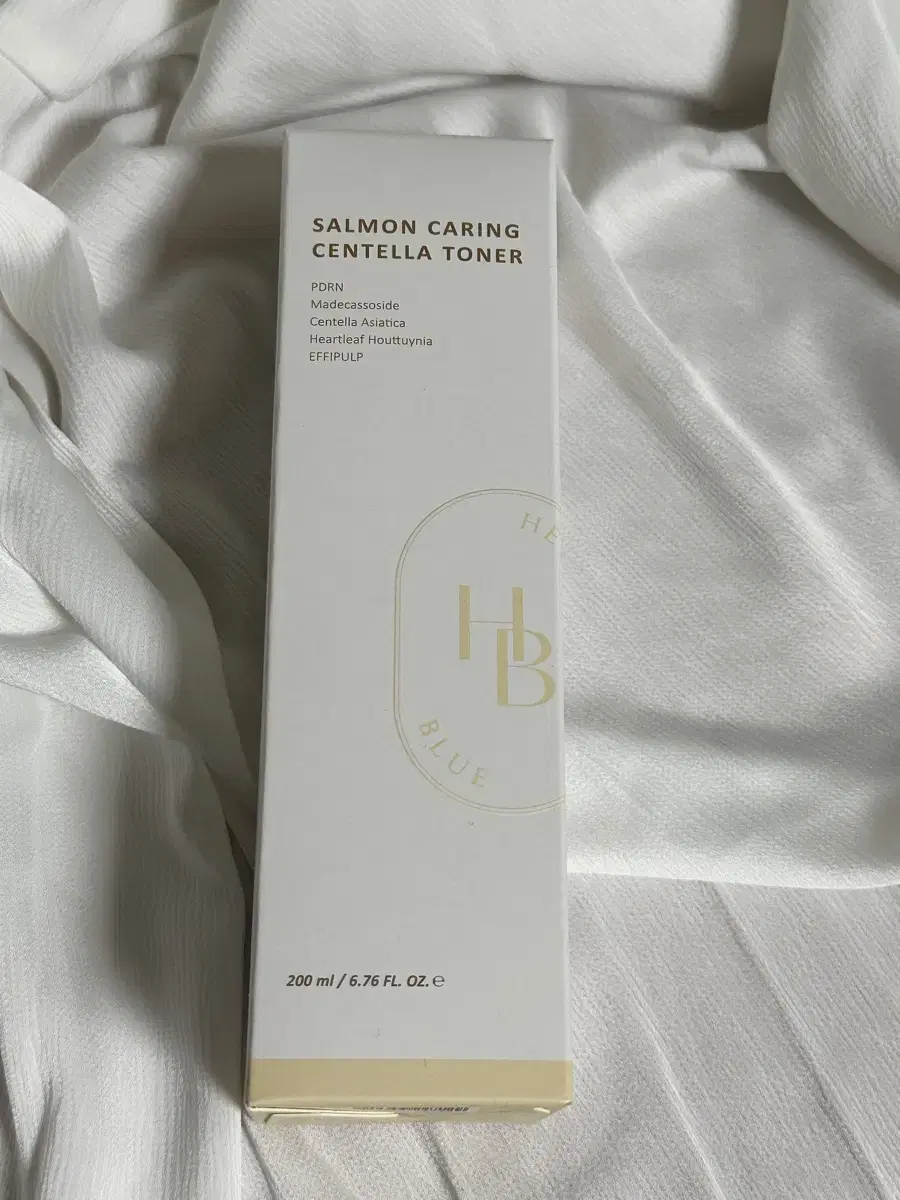 SALMON CARING
CENTELLA TONER
PDRN
Madecassoside
Centella Asiatica
Heartleaf Houttuynia
EFFIPULP
HE
HB
BLUE
200 ml / 6.76 FL. OZ. ℮